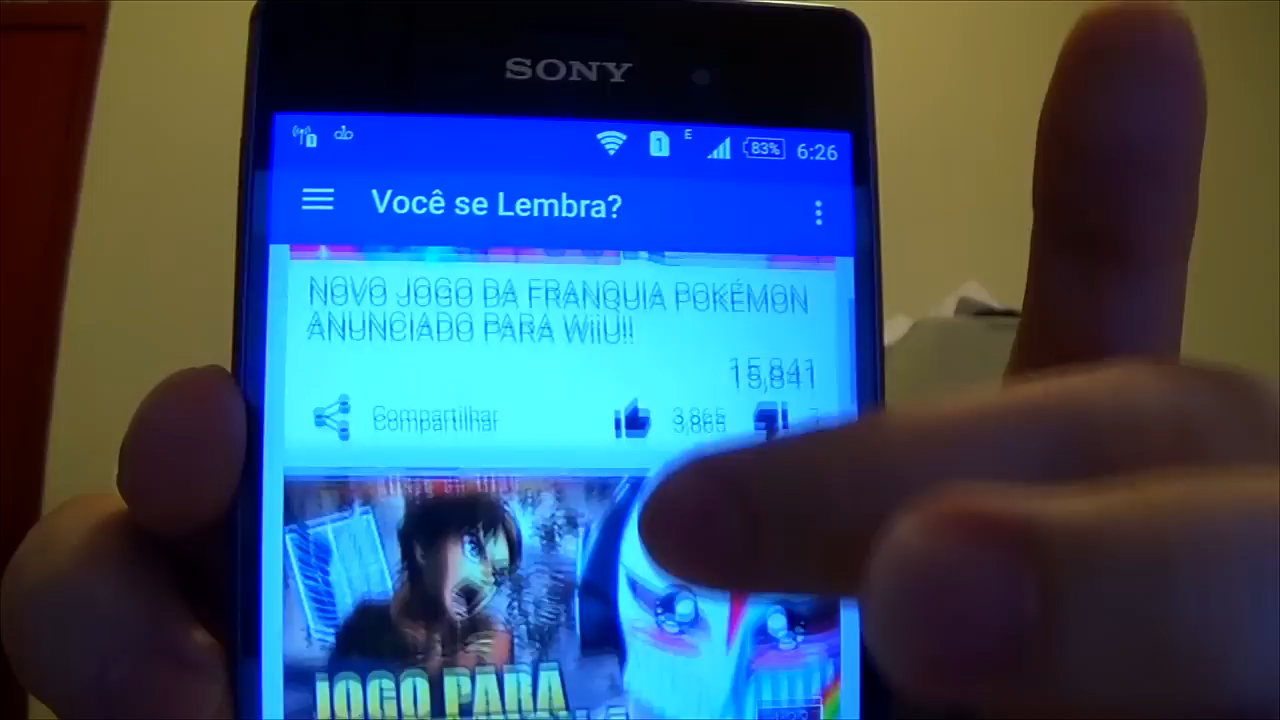 SONY
E
1
83%
6:26
Você se Lembra?
NOVO JOGO DA FRANQUIA POKÉMON
ANUNCIADO PARA WiiU!!
15,841
Compartilhar
3,865
JOGO PARA